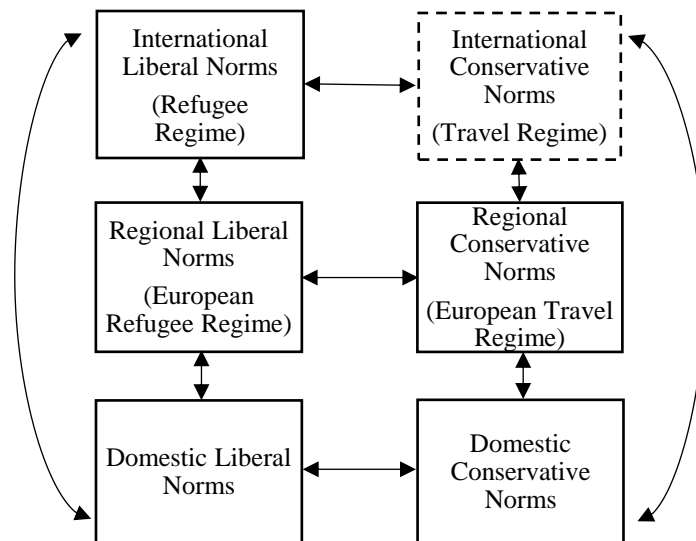 International
Liberal Norms
(Refugee
Regime)
International
Conservative
Norms
(Travel Regime)
Regional Liberal
Norms
(European
Refugee Regime)
Regional
Conservative
Norms
(European Travel
Regime)
Domestic Liberal
Norms
Domestic
Conservative
Norms